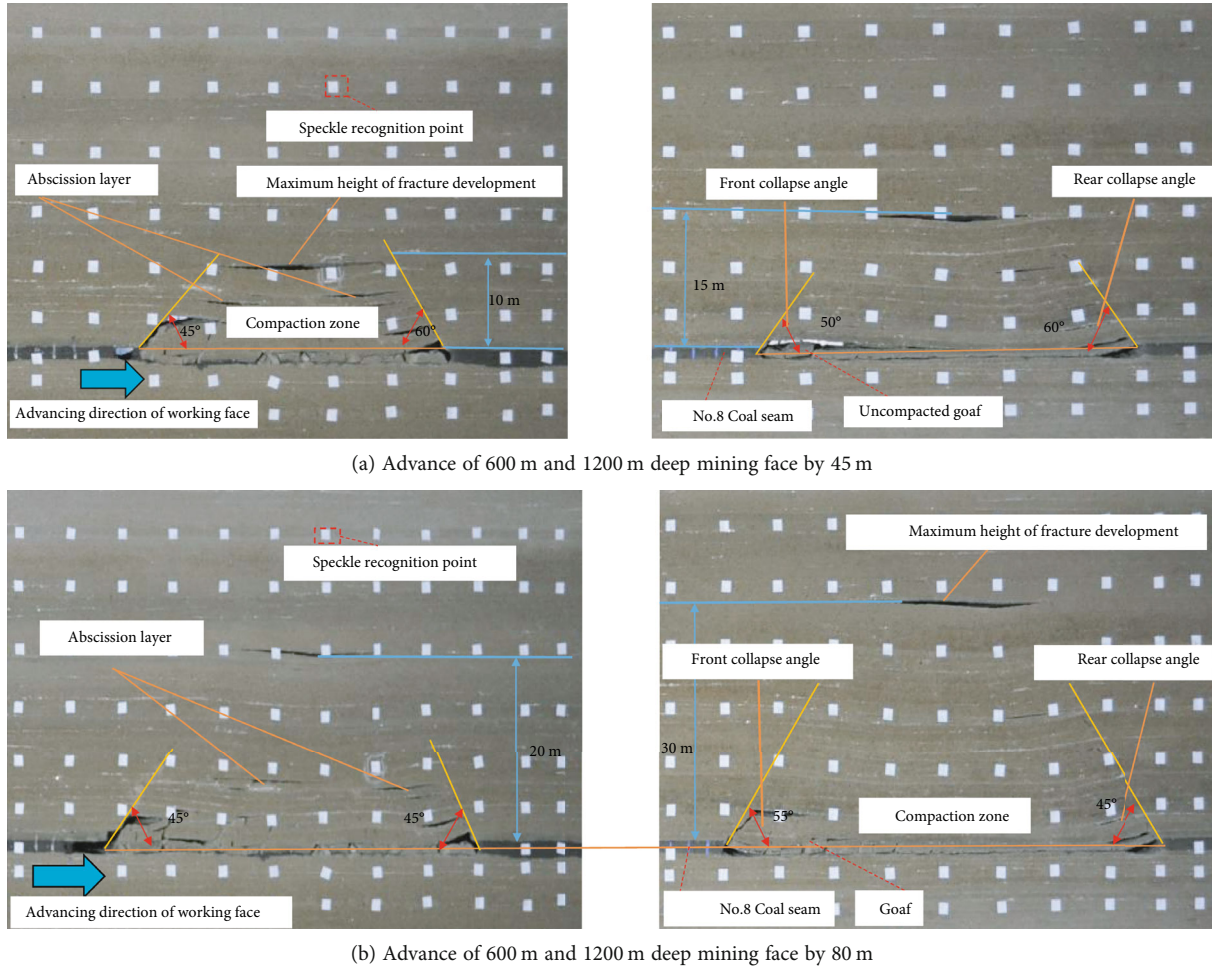 Speckle recognition point
Abscission layer
Maximum height of fracture development
10 m
45°
Compaction zone
60°
Advancing direction of working face
Front collapse angle
Rear collapse angle
15 m
50°
60°
No.8 Coal seam
Uncompacted goaf
(a) Advance of 600 m and 1200 m deep mining face by 45 m
Speckle recognition point
Abscission layer
20 m
45°
45°
Advancing direction of working face
Maximum height of fracture development
Front collapse angle
Rear collapse angle
30 m
55°
Compaction zone
45°
No.8 Coal seam
Goaf
(b) Advance of 600 m and 1200 m deep mining face by 80 m